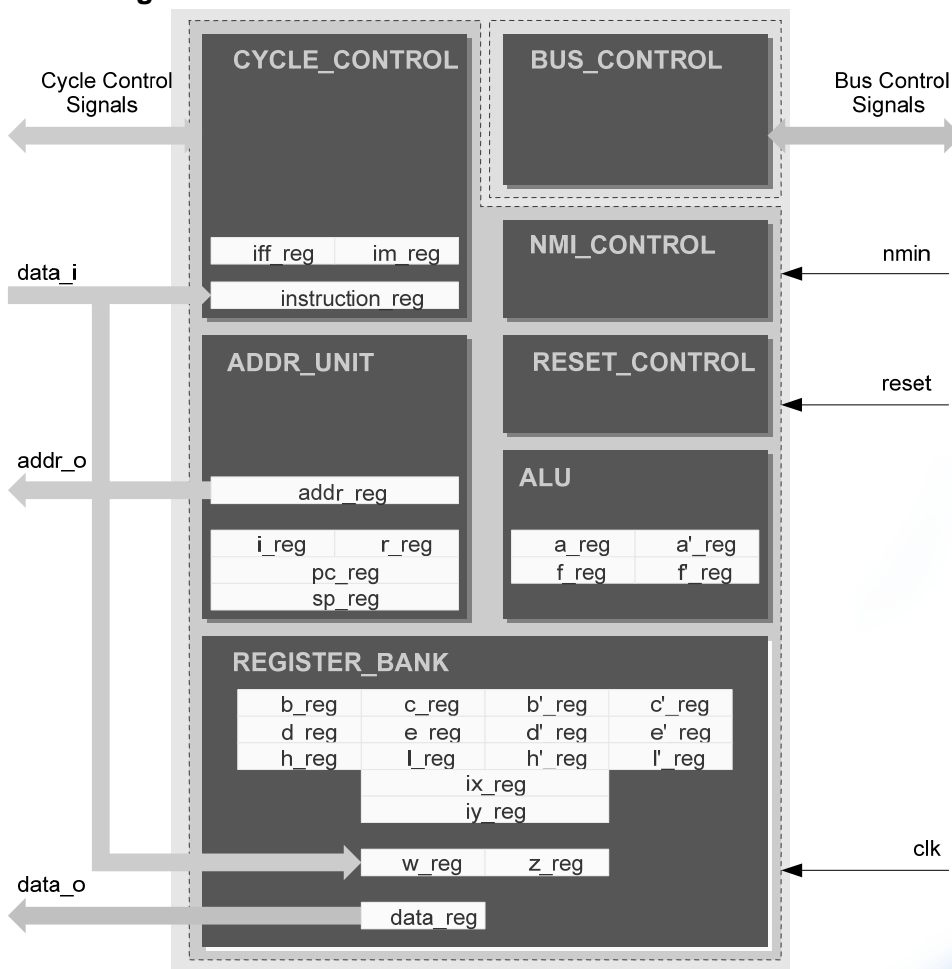 CYCLE_CONTROL
BUS_CONTROL
Cycle Control
Signals
Bus Control
Signals
iff_reg im_reg
instruction_reg
NMI_CONTROL
nmin
data_i
ADDR_UNIT
RESET_CONTROL
reset
addr_o
addr_reg
ALU
i_reg r_reg
pc_reg
sp_reg
a_reg a'_reg
f_reg f'_reg
REGISTER_BANK
b_reg c_reg b'_reg c'_reg
d_reg e_reg d'_reg e'_reg
h_reg l_reg h'_reg l'_reg
ix_reg
iy_reg
w_reg z_reg
clk
data_o
data_reg